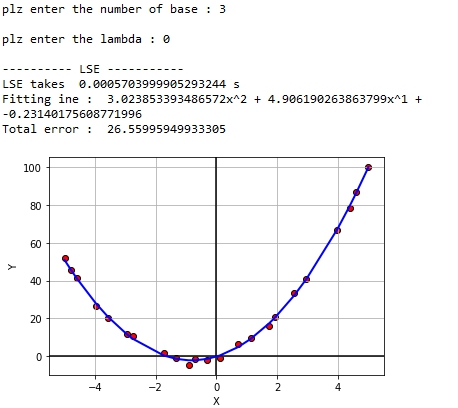 plz enter the number of base : 3
plz enter the lambda : 0
---------- LSE -----------
LSE takes  0.0005703999905293244 s
Fitting ine :  3.023853393486572x^2 + 4.906190263863799x^1 +
-0.23140175608771996
Total error :  26.55995949933305
100
80
60
40
20
0
Y
−4 −2 0 2 4
X